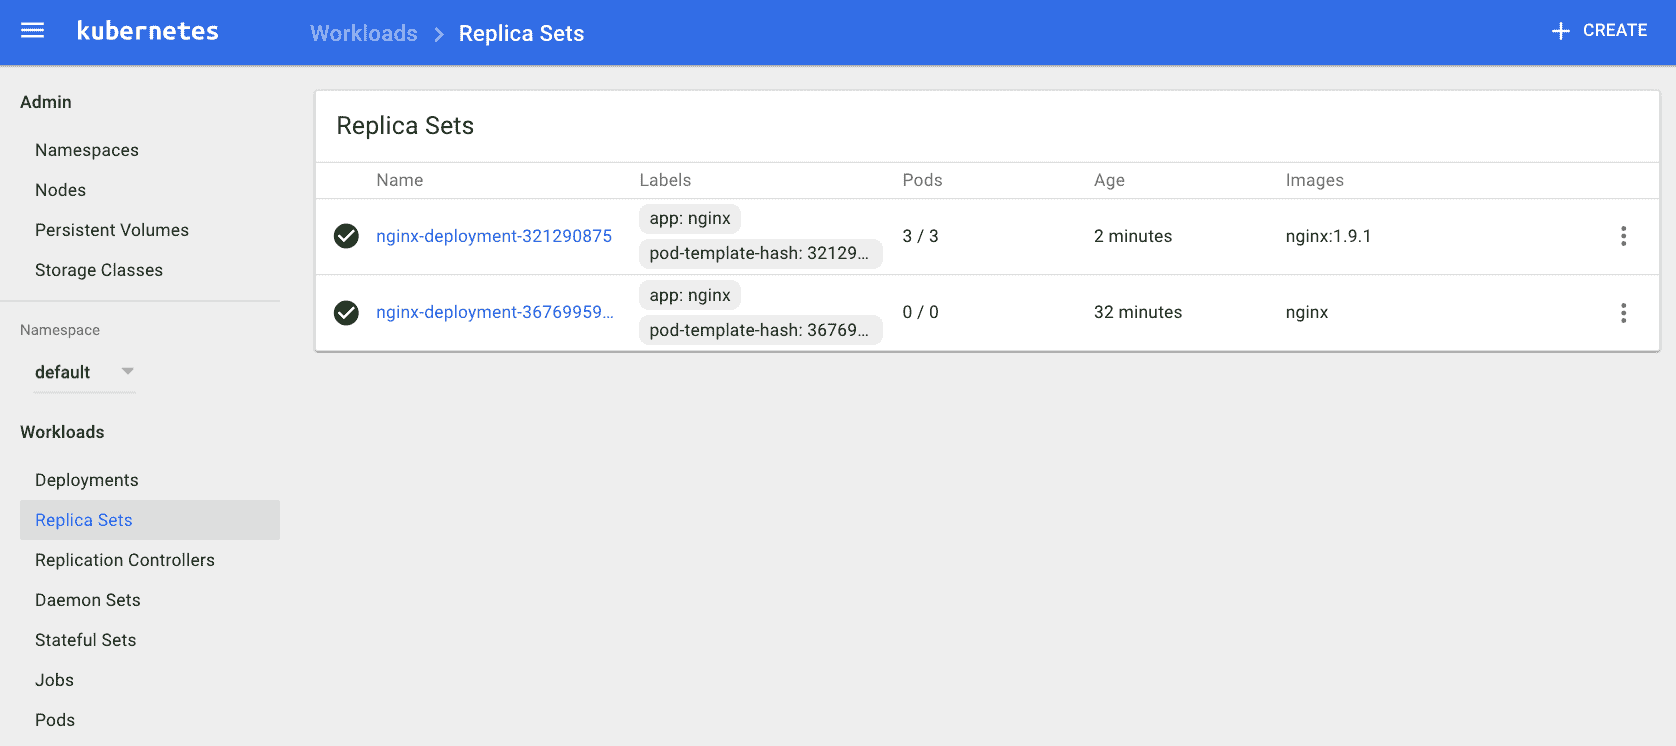 kubernetes
Workloads > Replica Sets
+ CREATE
Admin
Namespaces
Nodes
Persistent Volumes
Storage Classes
Namespace
default
Workloads
Deployments
Replica Sets
Replication Controllers
Daemon Sets
Stateful Sets
Jobs
Pods
Replica Sets
Name Labels Pods Age Images
nginx-deployment-321290875
app: nginx
pod-template-hash: 32129...
3 / 3
2 minutes
nginx:1.9.1
nginx-deployment-36769959...
app: nginx
pod-template-hash: 36769...
0 / 0
32 minutes
nginx